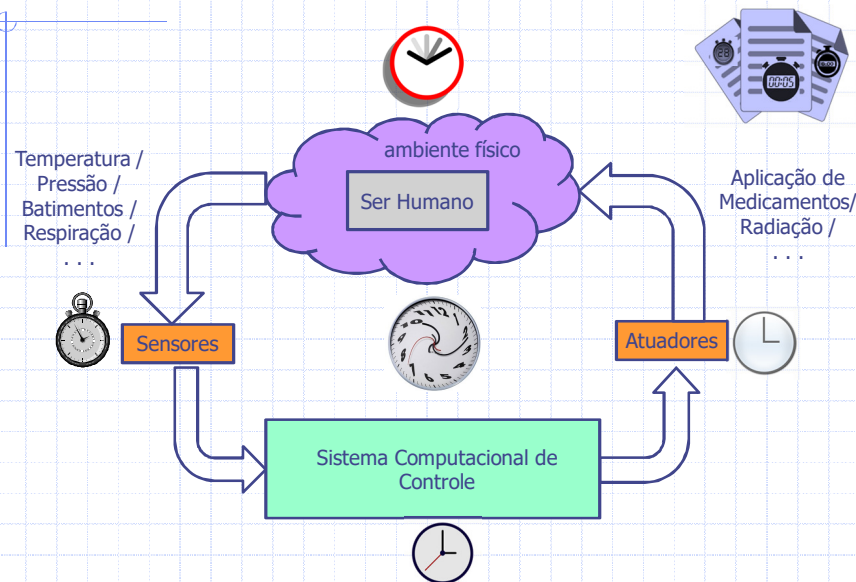 28
00:05
ambiente físico
Ser Humano
Temperatura /
Pressão /
Batimentos /
Respiração /
. . .
Aplicação de
Medicamentos/
Radiação /
. . .
Sensores
Atuadores
Sistema Computacional de
Controle